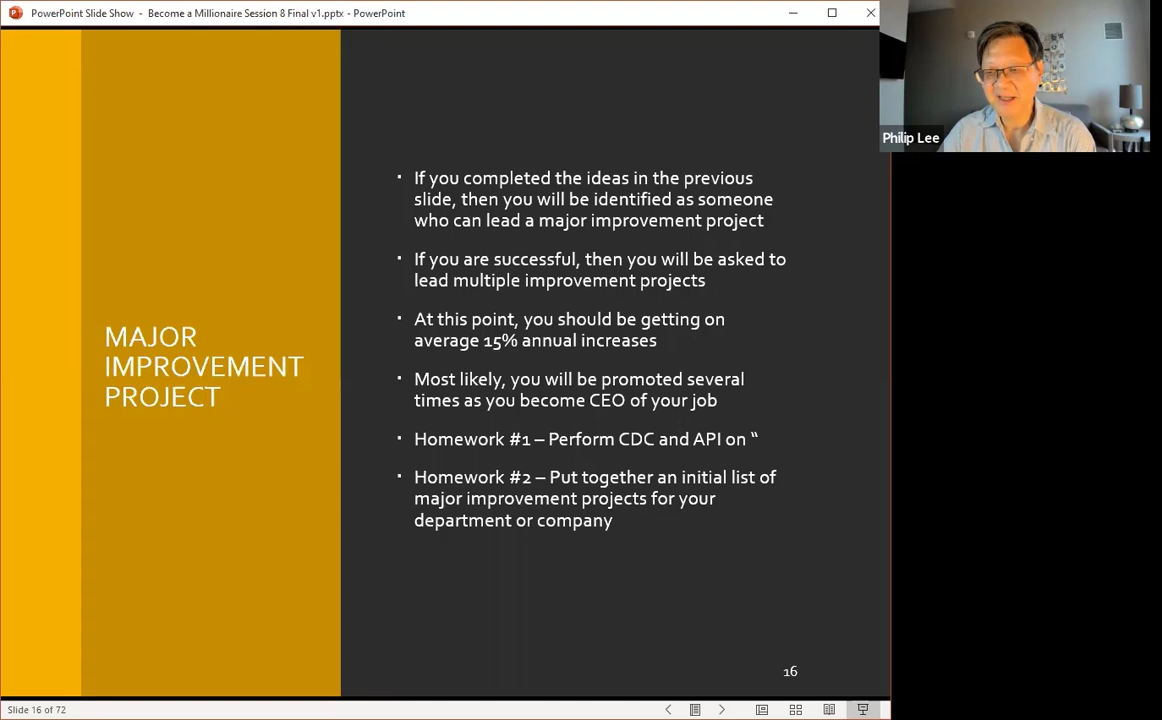 PowerPoint Slide Show - Become a Millionaire Session 8 Final v1.pptx - PowerPoint
Philip Lee
MAJOR
IMPROVEMENT
PROJECT
▪ If you completed the ideas in the previous
slide, then you will be identified as someone
who can lead a major improvement project
▪ If you are successful, then you will be asked to
lead multiple improvement projects
▪ At this point, you should be getting on
average 15% annual increases
▪ Most likely, you will be promoted several
times as you become CEO of your job
▪ Homework #1 – Perform CDC and API on “
▪ Homework #2 – Put together an initial list of
major improvement projects for your
department or company
16
Slide 16 of 72